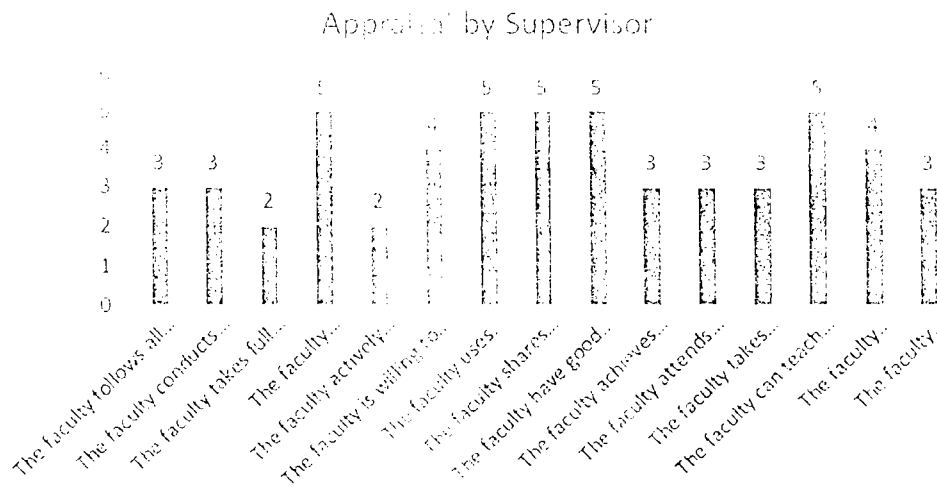 Appraisal by Supervisor
5
4
3
2
1
0
3
3
2
5
2
4
5
5
5
3
3
3
5
4
3
The faculty follows all...
The faculty conducts...
The faculty takes full...
The faculty...
The faculty actively...
The faculty is willing to...
The faculty uses...
The faculty shares...
The faculty have good...
The faculty achieves...
The faculty attends...
The faculty takes...
The faculty can teach...
The faculty...
The faculty...